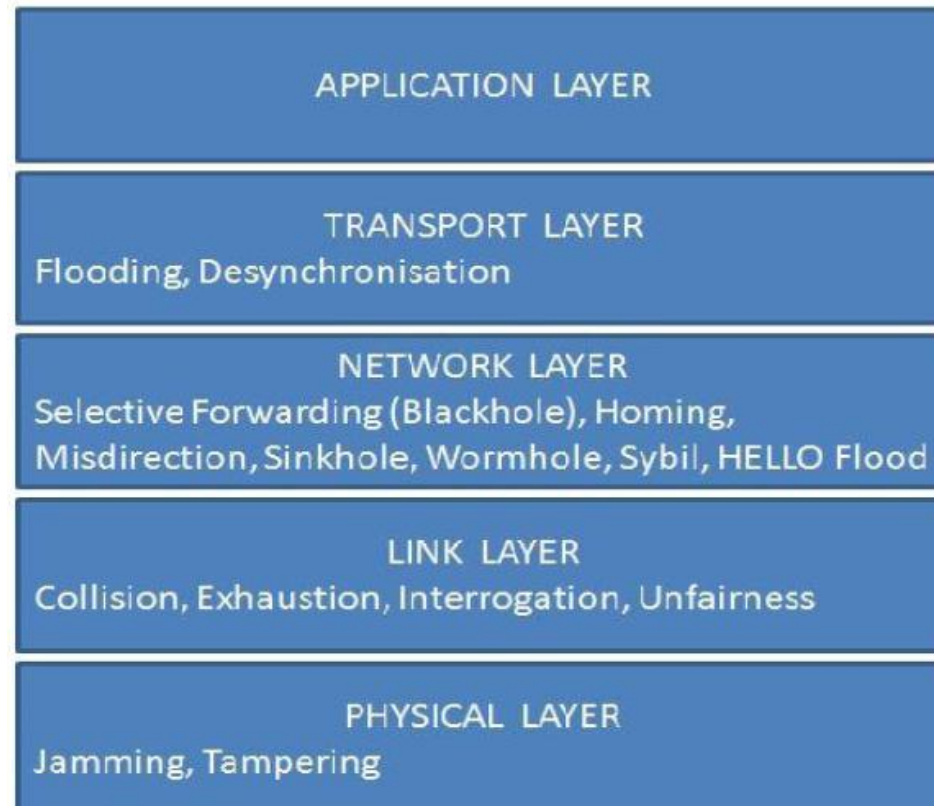 APPLICATION LAYER
TRANSPORT LAYER
Flooding, Desynchronisation
NETWORK LAYER
Selective Forwarding (Blackhole), Homing,
Misdirection, Sinkhole, Wormhole, Sybil, HELLO Flood
LINK LAYER
Collision, Exhaustion, Interrogation, Unfairness
PHYSICAL LAYER
Jamming, Tampering